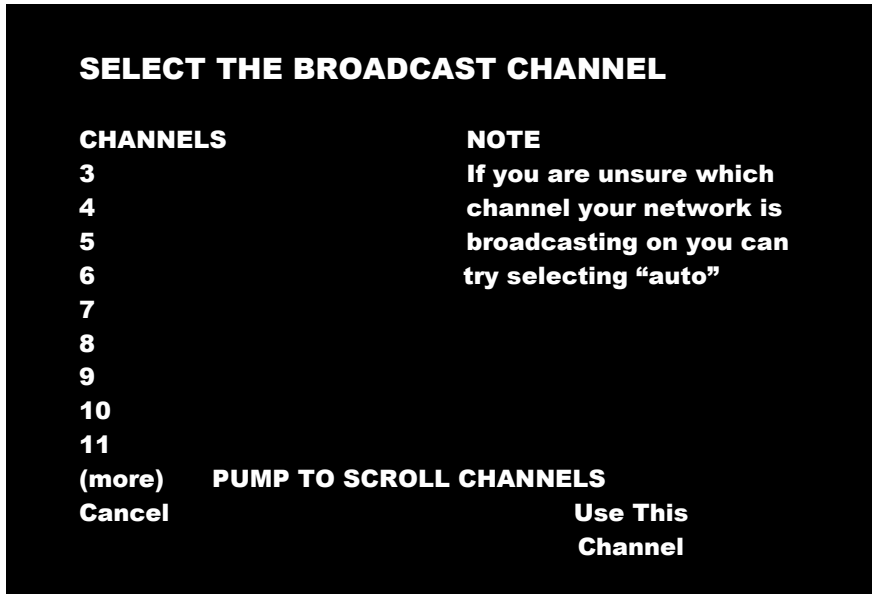 SELECT THE BROADCAST CHANNEL
CHANNELS NOTE
3 If you are unsure which
4 channel your network is
5 broadcasting on you can
6 try selecting “auto”
7
8
9
10
11
(more) PUMP TO SCROLL CHANNELS
Cancel Use This
Channel